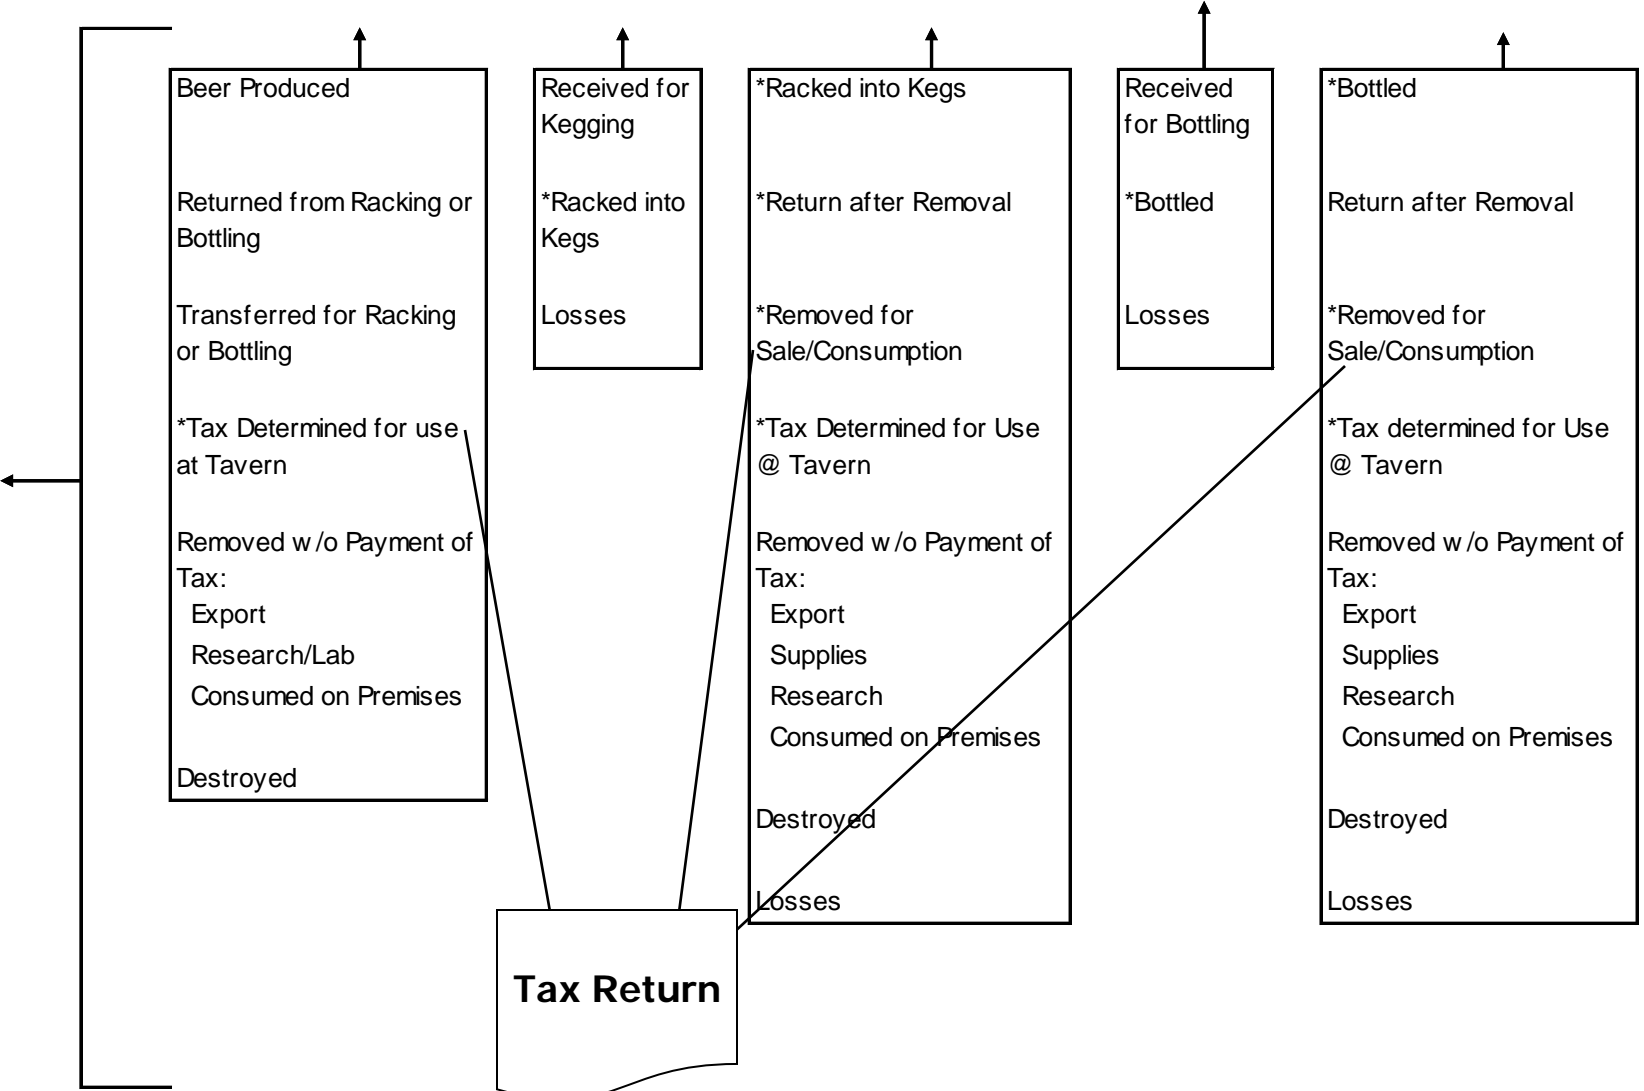 Beer Produced
Returned from Racking or
Bottling
Transferred for Racking
or Bottling
*Tax Determined for use
at Tavern
Removed w/o Payment of
Tax:
Export
Research/Lab
Consumed on Premises
Destroyed
Received for
Kegging
*Racked into
Kegs
Losses
*Racked into Kegs
*Return after Removal
*Removed for
Sale/Consumption
*Tax Determined for Use
@ Tavern
Removed w/o Payment of
Tax:
Export
Supplies
Research
Consumed on Premises
Destroyed
Losses
Received
for Bottling
*Bottled
Losses
*Bottled
Return after Removal
*Removed for
Sale/Consumption
*Tax determined for Use
@ Tavern
Removed w/o Payment of
Tax:
Export
Supplies
Research
Consumed on Premises
Destroyed
Losses
Tax Return